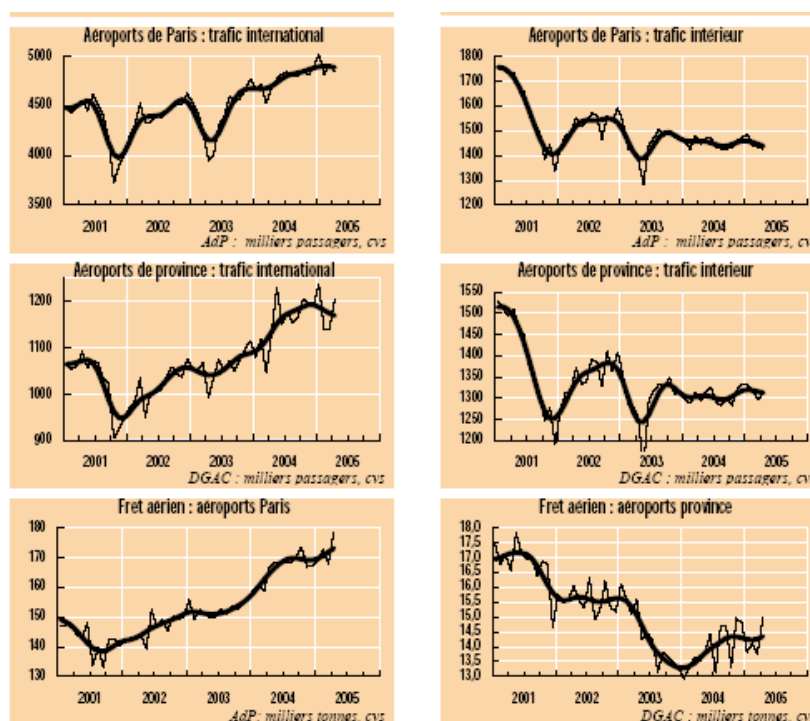 Aéroports de Paris : trafic international
5000
4500
4000
3500
2001 2002 2003 2004 2005
AdP : milliers passagers, cvs
Aéroports de Paris : trafic intérieur
1800
1700
1600
1500
1400
1300
1200
2001 2002 2003 2004 2005
AdP : milliers passagers, cv
Aéroports de province : trafic international
1200
1100
1000
900
2001 2002 2003 2004 2005
DGAC : milliers passagers, cvs
Aéroports de province : trafic intérieur
1550
1500
1450
1400
1350
1300
1250
1200
2001 2002 2003 2004 2005
DGAC : milliers passagers, cv
Fret aérien : aéroports Paris
180
170
160
150
140
130
2001 2002 2003 2004 2005
AdP: milliers tonnes, cvs
Fret aérien : aéroports province
18,0
17,5
17,0
16,5
16,0
15,5
15,0
14,5
14,0
13,5
13,0
2001 2002 2003 2004 2005
DGAC : milliers tonnes, cv